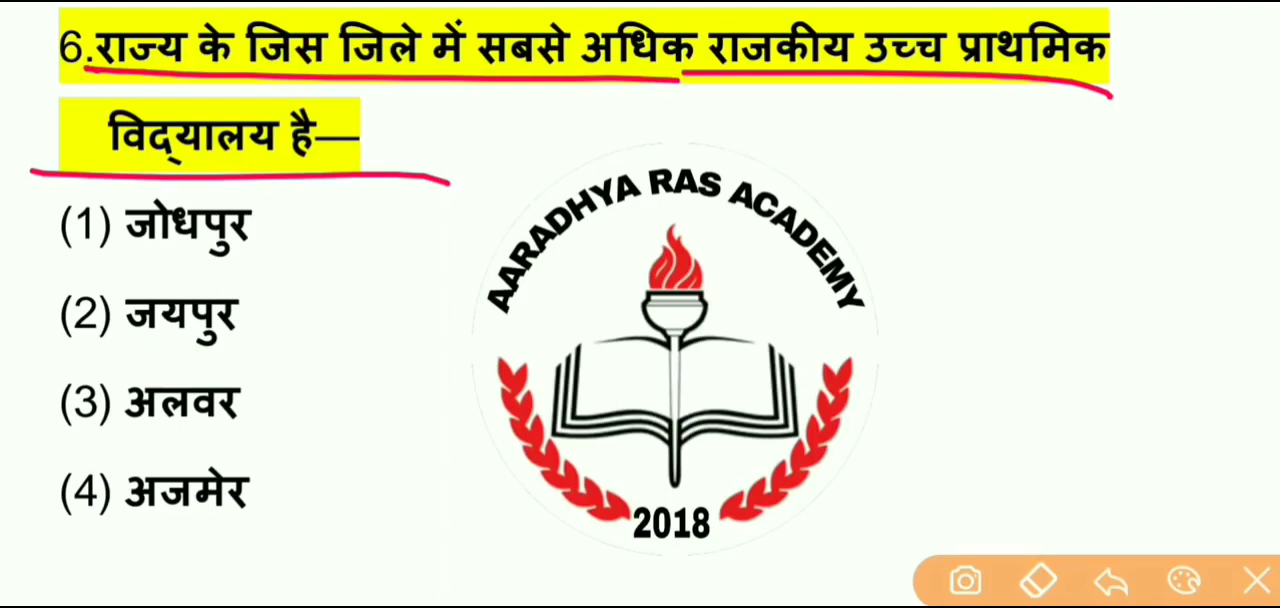 6.राज्य के जिस जिले में सबसे अधिक राजकीय उच्च प्राथमिक
विद्यालय है—
(1) जोधपुर
(2) जयपुर
(3) अलवर
(4) अजमेर
AARADHYA RAS ACADEMY
2018